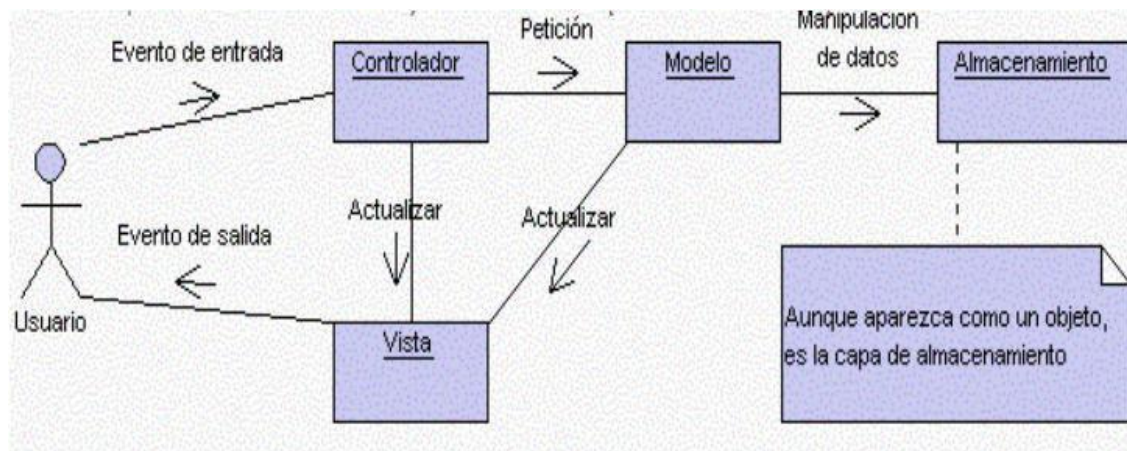 Evento de entrada
Controlador
Petición
Modelo
Manipulación
de datos
Almacenamiento
Actualizar
Actualizar
Evento de salida
Usuario
Vista
Aunque aparezca como un objeto,
es la capa de almacenamiento